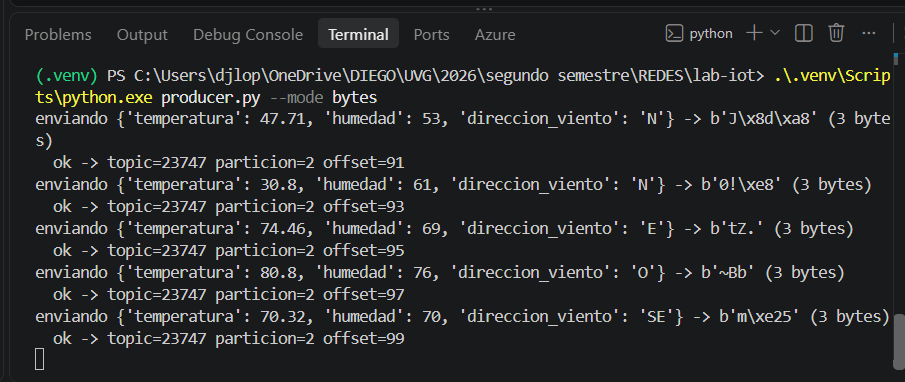 Problems Output Debug Console Terminal Ports Azure python
(.venv) PS C:\Users\djlop\OneDrive\DIEGO\UVG\2026\segundo semestre\REDES\lab-iot> .\.venv\Scrip
ts\python.exe producer.py --mode bytes
enviando {'temperatura': 47.71, 'humedad': 53, 'direccion_viento': 'N'} -> b'J\x8d\xa8' (3 byte
s)
  ok -> topic=23747 particion=2 offset=91
enviando {'temperatura': 30.8, 'humedad': 61, 'direccion_viento': 'N'} -> b'0!\xe8' (3 bytes)
  ok -> topic=23747 particion=2 offset=93
enviando {'temperatura': 74.46, 'humedad': 69, 'direccion_viento': 'E'} -> b'tZ.' (3 bytes)
  ok -> topic=23747 particion=2 offset=95
enviando {'temperatura': 80.8, 'humedad': 76, 'direccion_viento': 'O'} -> b'~Bb' (3 bytes)
  ok -> topic=23747 particion=2 offset=97
enviando {'temperatura': 70.32, 'humedad': 70, 'direccion_viento': 'SE'} -> b'm\xe25' (3 bytes)
  ok -> topic=23747 particion=2 offset=99